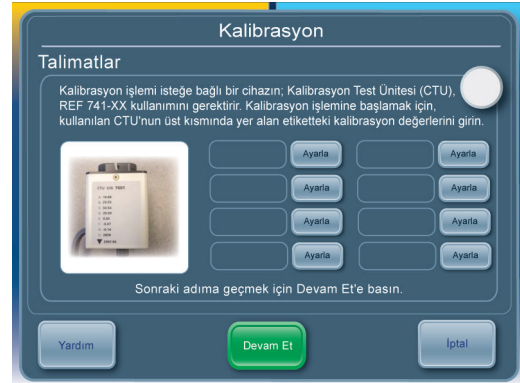 Kalibrasyon
Talimatlar
Kalibrasyon işlemi isteğe bağlı bir cihazın; Kalibrasyon Test Ünitesi (CTU),
REF 741-XX kullanımını gerektirir. Kalibrasyon işlemine başlamak için,
kullanılan CTU'nun üst kısmında yer alan etiketteki kalibrasyon değerlerini girin.
Ayarla Ayarla
Ayarla Ayarla
Ayarla Ayarla
Ayarla Ayarla
Sonraki adıma geçmek için Devam Et'e basın.
Yardım Devam Et İptal